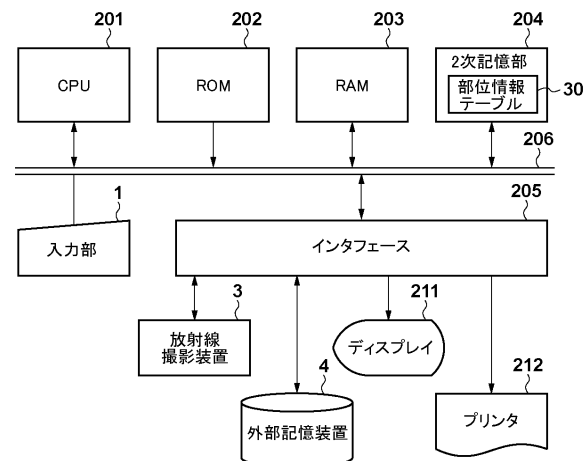 201
202
203
204
CPU
ROM
RAM
2次記憶部
部位情報
テーブル
30
206
1
入力部
205
インタフェース
3
放射線
撮影装置
211
ディスプレイ
4
外部記憶装置
212
プリンタ